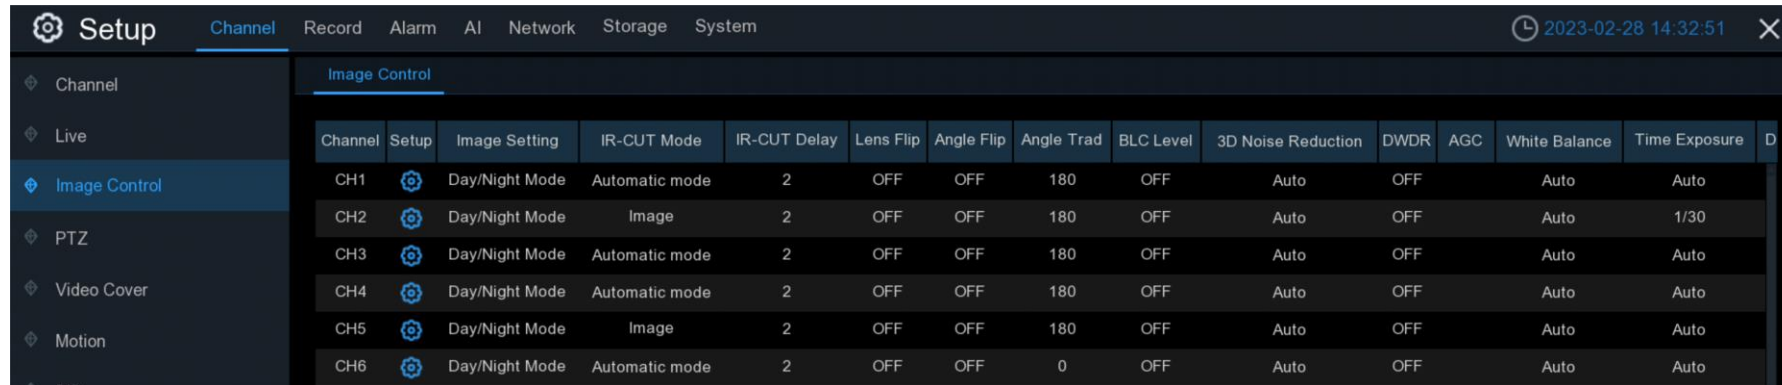 Setup Channel Record Alarm AI Network Storage System 2023-02-28 14:32:51
Channel
Live
Image Control
PTZ
Video Cover
Motion
Image Control
Channel Setup Image Setting IR-CUT Mode IR-CUT Delay Lens Flip Angle Flip Angle Trad BLC Level 3D Noise Reduction DWDR AGC White Balance Time Exposure D
CH1 Day/Night Mode Automatic mode 2 OFF OFF 180 OFF Auto OFF Auto Auto
CH2 Day/Night Mode Image 2 OFF OFF 180 OFF Auto OFF Auto 1/30
CH3 Day/Night Mode Automatic mode 2 OFF OFF 180 OFF Auto OFF Auto Auto
CH4 Day/Night Mode Automatic mode 2 OFF OFF 180 OFF Auto OFF Auto Auto
CH5 Day/Night Mode Image 2 OFF OFF 180 OFF Auto OFF Auto Auto
CH6 Day/Night Mode Automatic mode 2 OFF OFF 0 OFF Auto OFF Auto Auto